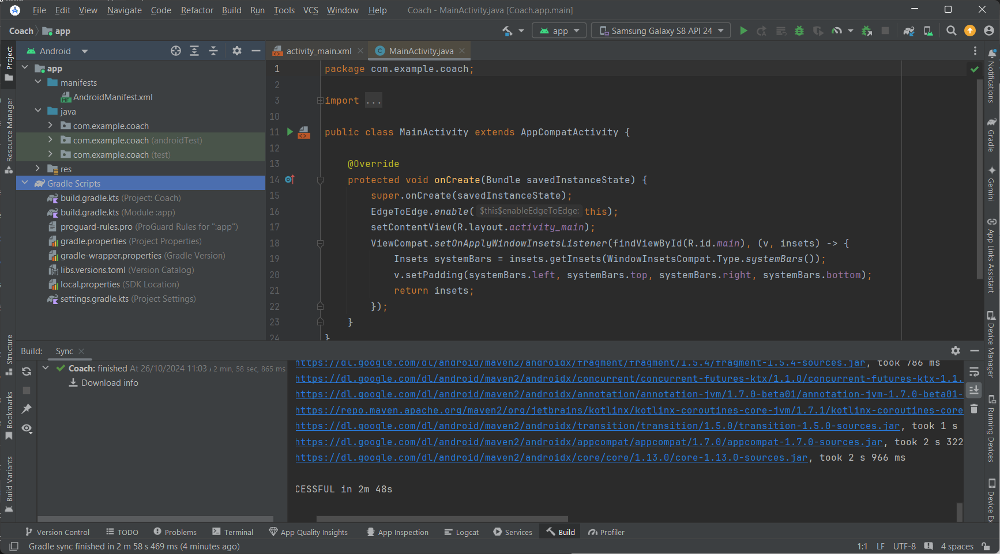 File Edit View Navigate Code Refactor Build Run Tools VCS Window Help Coach - MainActivity.java [Coach.app.main]
Coach app
app Samsung Galaxy S8 API 24
Android
activity_main.xml MainActivity.java
Project
Resource Manager
Structure
Bookmarks
Build Variants
app
manifests
AndroidManifest.xml
java
com.example.coach
com.example.coach (androidTest)
com.example.coach (test)
res
Gradle Scripts
build.gradle.kts (Project: Coach)
build.gradle.kts (Module :app)
proguard-rules.pro (ProGuard Rules for ":app")
gradle.properties (Project Properties)
gradle-wrapper.properties (Gradle Version)
libs.versions.toml (Version Catalog)
local.properties (SDK Location)
settings.gradle.kts (Project Settings)
1 package com.example.coach;
2
3 import ...
10
11 public class MainActivity extends AppCompatActivity {
12
13 @Override
14 protected void onCreate(Bundle savedInstanceState) {
15 super.onCreate(savedInstanceState);
16 EdgeToEdge.enable( $this$enableEdgeToEdge: this);
17 setContentView(R.layout.activity_main);
18 ViewCompat.setOnApplyWindowInsetsListener(findViewById(R.id.main), (v, insets) -> {
19 Insets systemBars = insets.getInsets(WindowInsetsCompat.Type.systemBars());
20 v.setPadding(systemBars.left, systemBars.top, systemBars.right, systemBars.bottom);
21 return insets;
22 });
23 }
24 }
Notifications
Gradle
Gemini
App Links Assistant
Device Manager
Running Devices
Device Ex
Build: Sync
Coach: finished At 26/10/2024 11:03 2 min, 58 sec, 865 ms
Download info
https://dl.google.com/dl/android/maven2/androidx/fragment/fragment/1.5.4/fragment-1.5.4-sources.jar, took 786 ms
https://dl.google.com/dl/android/maven2/androidx/concurrent/concurrent-futures-ktx/1.1.0/concurrent-futures-ktx-1.1.
https://dl.google.com/dl/android/maven2/androidx/annotation/annotation-jvm/1.7.0-beta01/annotation-jvm-1.7.0-beta01-
https://repo.maven.apache.org/maven2/org/jetbrains/kotlinx/kotlinx-coroutines-core-jvm/1.7.1/kotlinx-coroutines-core
https://dl.google.com/dl/android/maven2/androidx/transition/transition/1.5.0/transition-1.5.0-sources.jar, took 1 s
https://dl.google.com/dl/android/maven2/androidx/appcompat/appcompat/1.7.0/appcompat-1.7.0-sources.jar, took 2 s 322
https://dl.google.com/dl/android/maven2/androidx/core/core/1.13.0/core-1.13.0-sources.jar, took 2 s 966 ms
CESSFUL in 2m 48s
Version Control TODO Problems Terminal App Quality Insights App Inspection Logcat Services Build Profiler
Gradle sync finished in 2 m 58 s 469 ms (4 minutes ago) 1:1 LF UTF-8 4 spaces